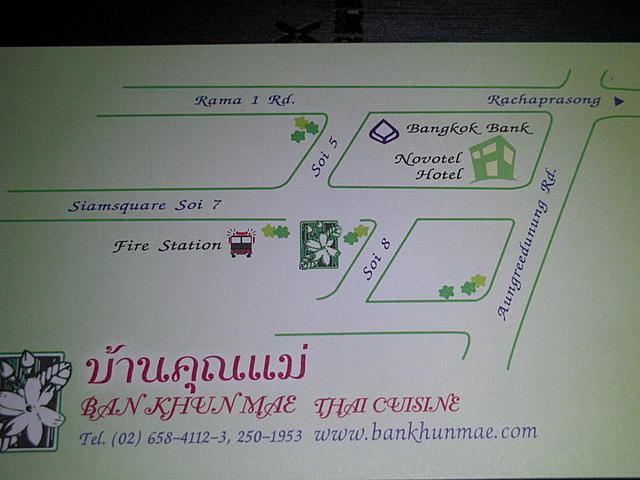 Rama 1 Rd.
Rachaprasong
Soi 5
Bangkok Bank
Novotel
Hotel
Siamsquare Soi 7
Fire Station
Soi 8
Aungreedunung Rd.
บ้านคุณแม่
BAN KHUN MAE THAI CUISINE
Tel. (02) 658-4112-3, 250-1953 www.bankhunmae.com